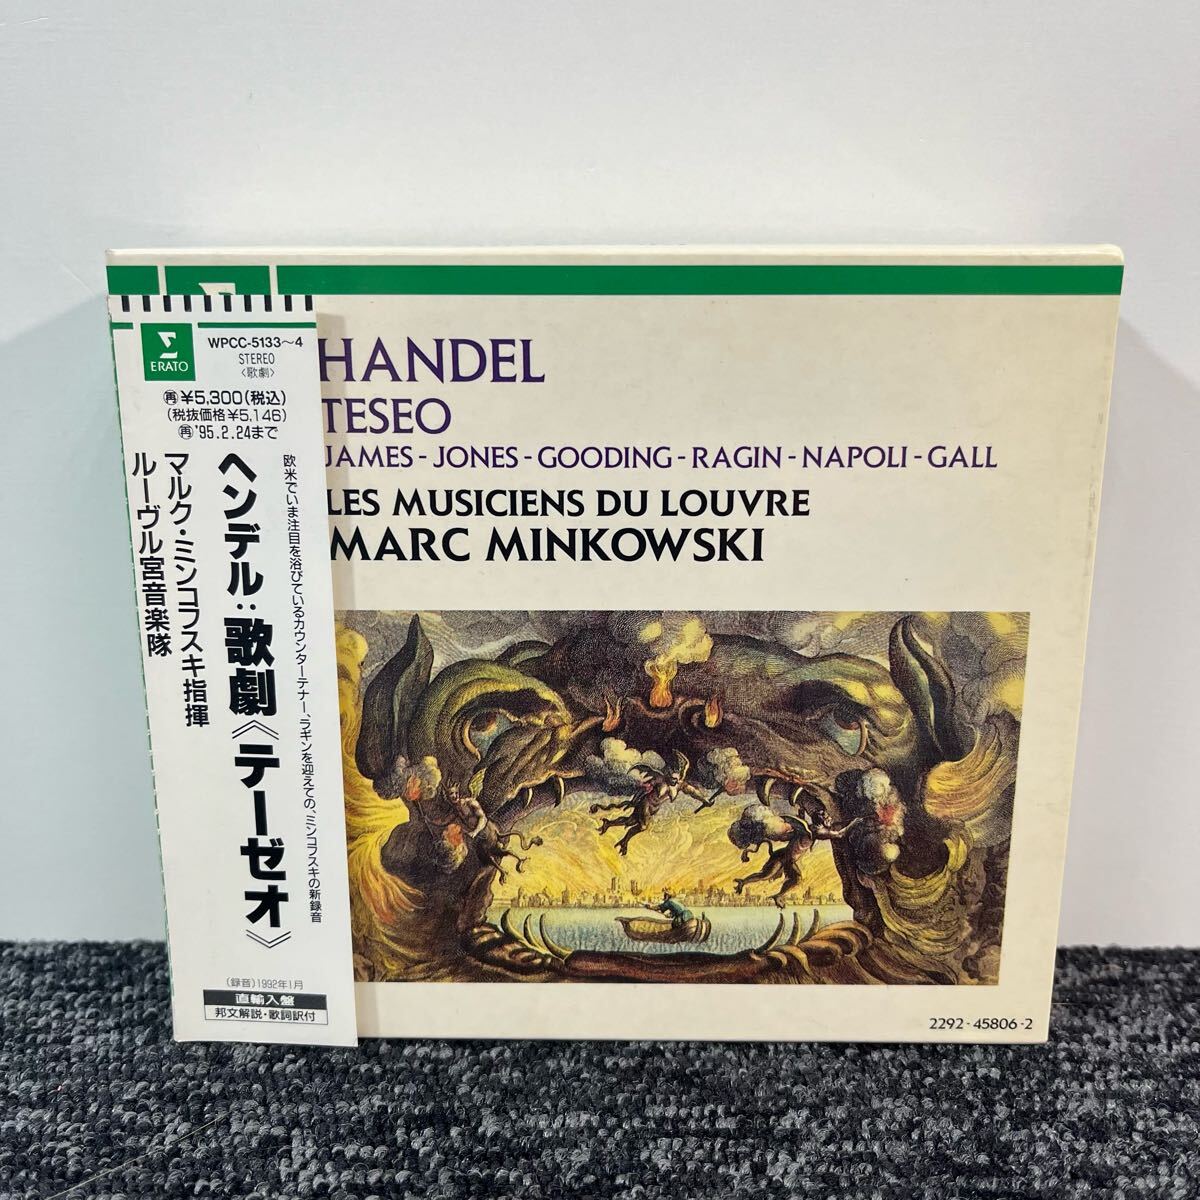 ERATO
WPCC-5133〜4
STEREO
〈歌劇〉
再¥5,300(税込)
(税抜価格¥5,146)
再'95.2.24まで
欧米でいま注目を浴びているカウンターテナー、ラギンを迎えての、ミンコフスキの新録音
ヘンデル:歌劇《テーゼオ》
マルク・ミンコフスキ指揮
ルーヴル宮音楽隊
(録音)1992年1月
直輸入盤
邦文解説・歌詞訳付
HANDEL
TESEO
JAMES-JONES-GOODING-RAGIN-NAPOLI-GALL
LES MUSICIENS DU LOUVRE
MARC MINKOWSKI
2292-45806-2